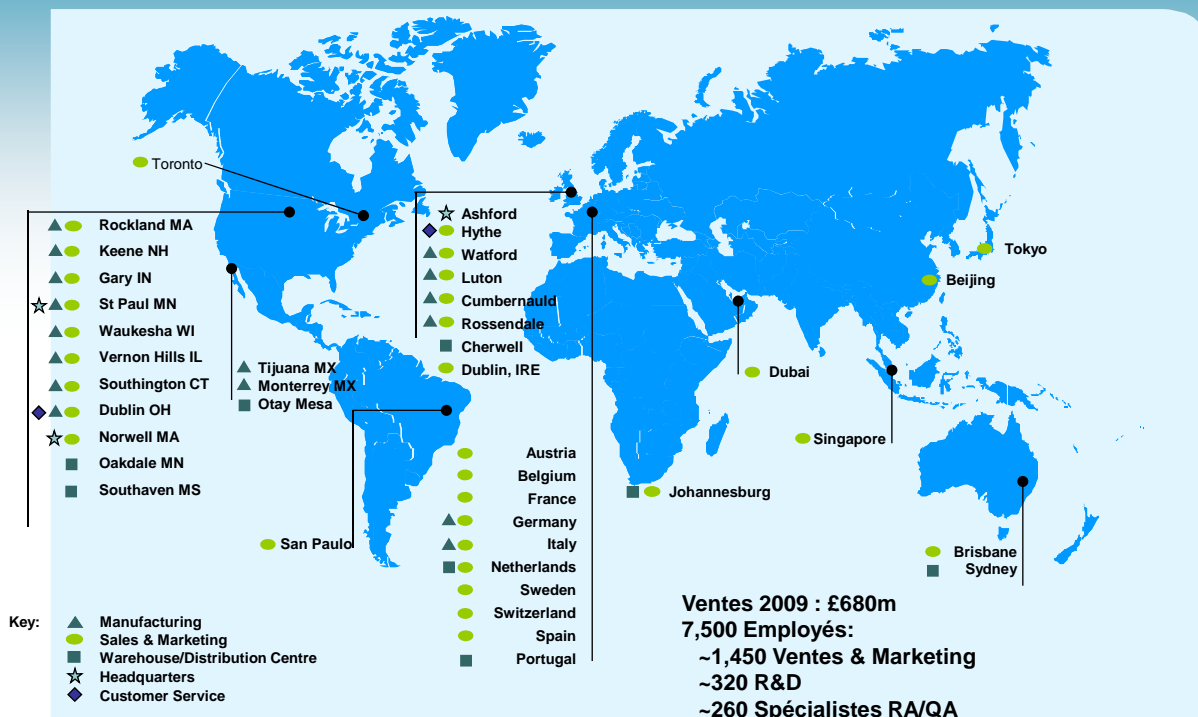 Toronto
Rockland MA
Keene NH
Gary IN
St Paul MN
Waukesha WI
Vernon Hills IL
Southington CT
Dublin OH
Norwell MA
Oakdale MN
Southaven MS
Tijuana MX
Monterrey MX
Otay Mesa
San Paulo
Ashford
Hythe
Watford
Luton
Cumbernauld
Rossendale
Cherwell
Dublin, IRE
Austria
Belgium
France
Germany
Italy
Netherlands
Sweden
Switzerland
Spain
Portugal
Tokyo
Beijing
Dubai
Singapore
Johannesburg
Brisbane
Sydney
Key:
Manufacturing
Sales & Marketing
Warehouse/Distribution Centre
Headquarters
Customer Service
Ventes 2009 : £680m
7,500 Employés:
~1,450 Ventes & Marketing
~320 R&D
~260 Spécialistes RA/QA